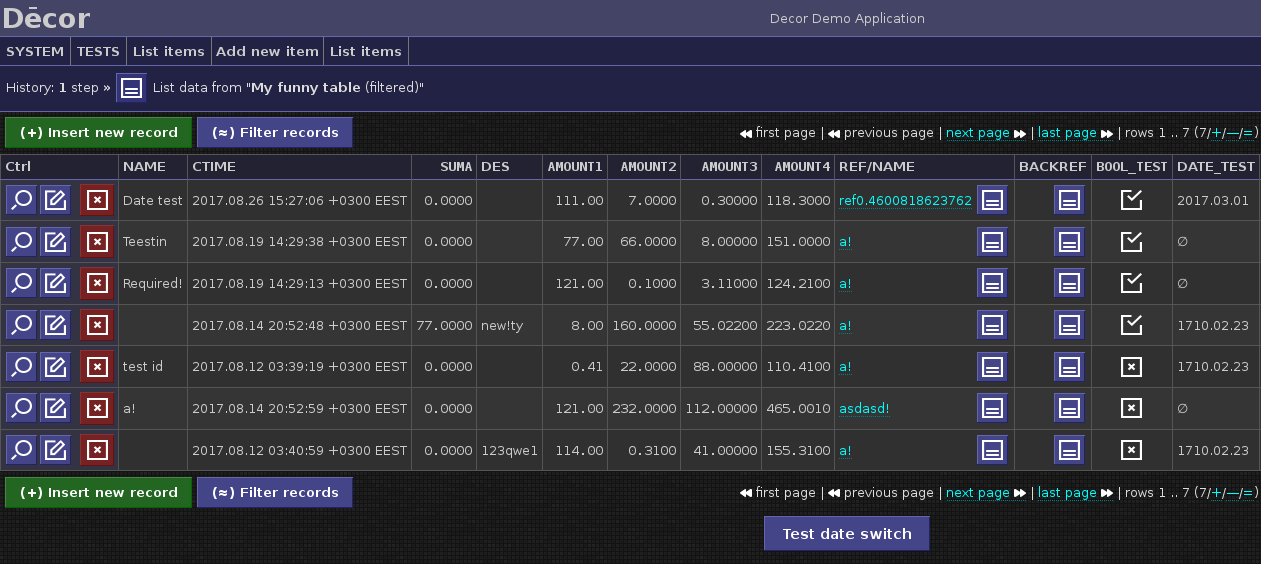 Dēcor Decor Demo Application
SYSTEM TESTS List items Add new item List items
History: 1 step » List data from "My funny table (filtered)"
(+) Insert new record (≈) Filter records first page | previous page | next page | last page | rows 1 .. 7 (7/+/—/=)
Ctrl NAME CTIME SUMA DES AMOUNT1 AMOUNT2 AMOUNT3 AMOUNT4 REF/NAME BACKREF BOOL_TEST DATE_TEST
Date test 2017.08.26 15:27:06 +0300 EEST 0.0000 111.00 7.0000 0.30000 118.3000 ref0.4600818623762 2017.03.01
Teestin 2017.08.19 14:29:38 +0300 EEST 0.0000 77.00 66.0000 8.00000 151.0000 a! ∅
Required! 2017.08.19 14:29:13 +0300 EEST 0.0000 121.00 0.1000 3.11000 124.2100 a! ∅
2017.08.14 20:52:48 +0300 EEST 77.0000 new!ty 8.00 160.0000 55.02200 223.0220 a! 1710.02.23
test id 2017.08.12 03:39:19 +0300 EEST 0.0000 0.41 22.0000 88.00000 110.4100 a! 1710.02.23
a! 2017.08.14 20:52:59 +0300 EEST 0.0000 121.00 232.0000 112.00000 465.0010 asdasd! ∅
2017.08.12 03:40:59 +0300 EEST 0.0000 123qwe1 114.00 0.3100 41.00000 155.3100 a! 1710.02.23
(+) Insert new record (≈) Filter records first page | previous page | next page | last page | rows 1 .. 7 (7/+/—/=)
Test date switch